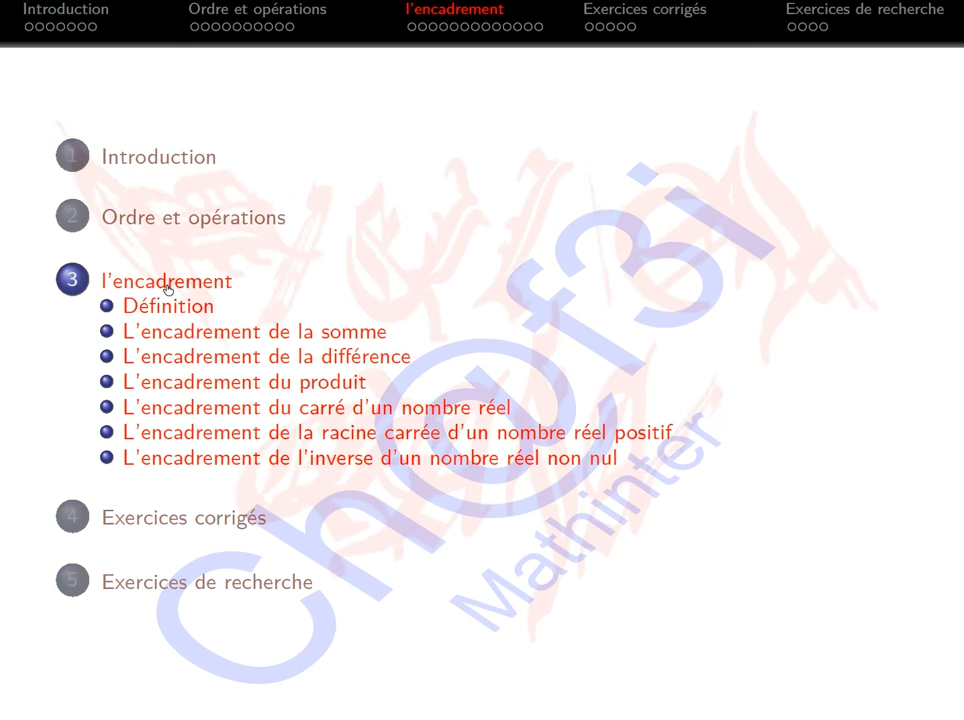 Introduction
Ordre et opérations
l'encadrement
Exercices corrigés
Exercices de recherche
1 Introduction
2 Ordre et opérations
3 l'encadrement
Définition
L'encadrement de la somme
L'encadrement de la différence
L'encadrement du produit
L'encadrement du carré d'un nombre réel
L'encadrement de la racine carrée d'un nombre réel positif
L'encadrement de l'inverse d'un nombre réel non nul
4 Exercices corrigés
5 Exercices de recherche
Ch@f3i
Mathinter